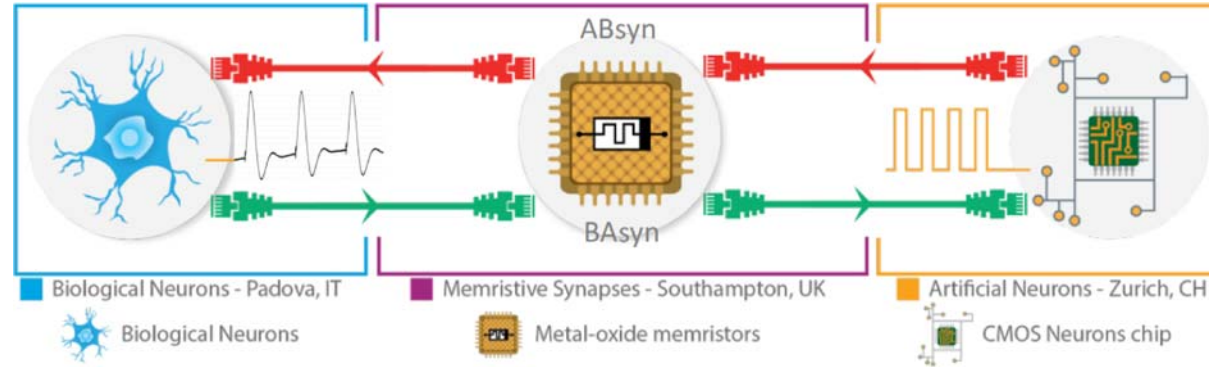 ABsyn
BAsyn
Biological Neurons - Padova, IT
Memristive Synapses - Southampton, UK
Artificial Neurons - Zurich, CH
Biological Neurons
Metal-oxide memristors
CMOS Neurons chip